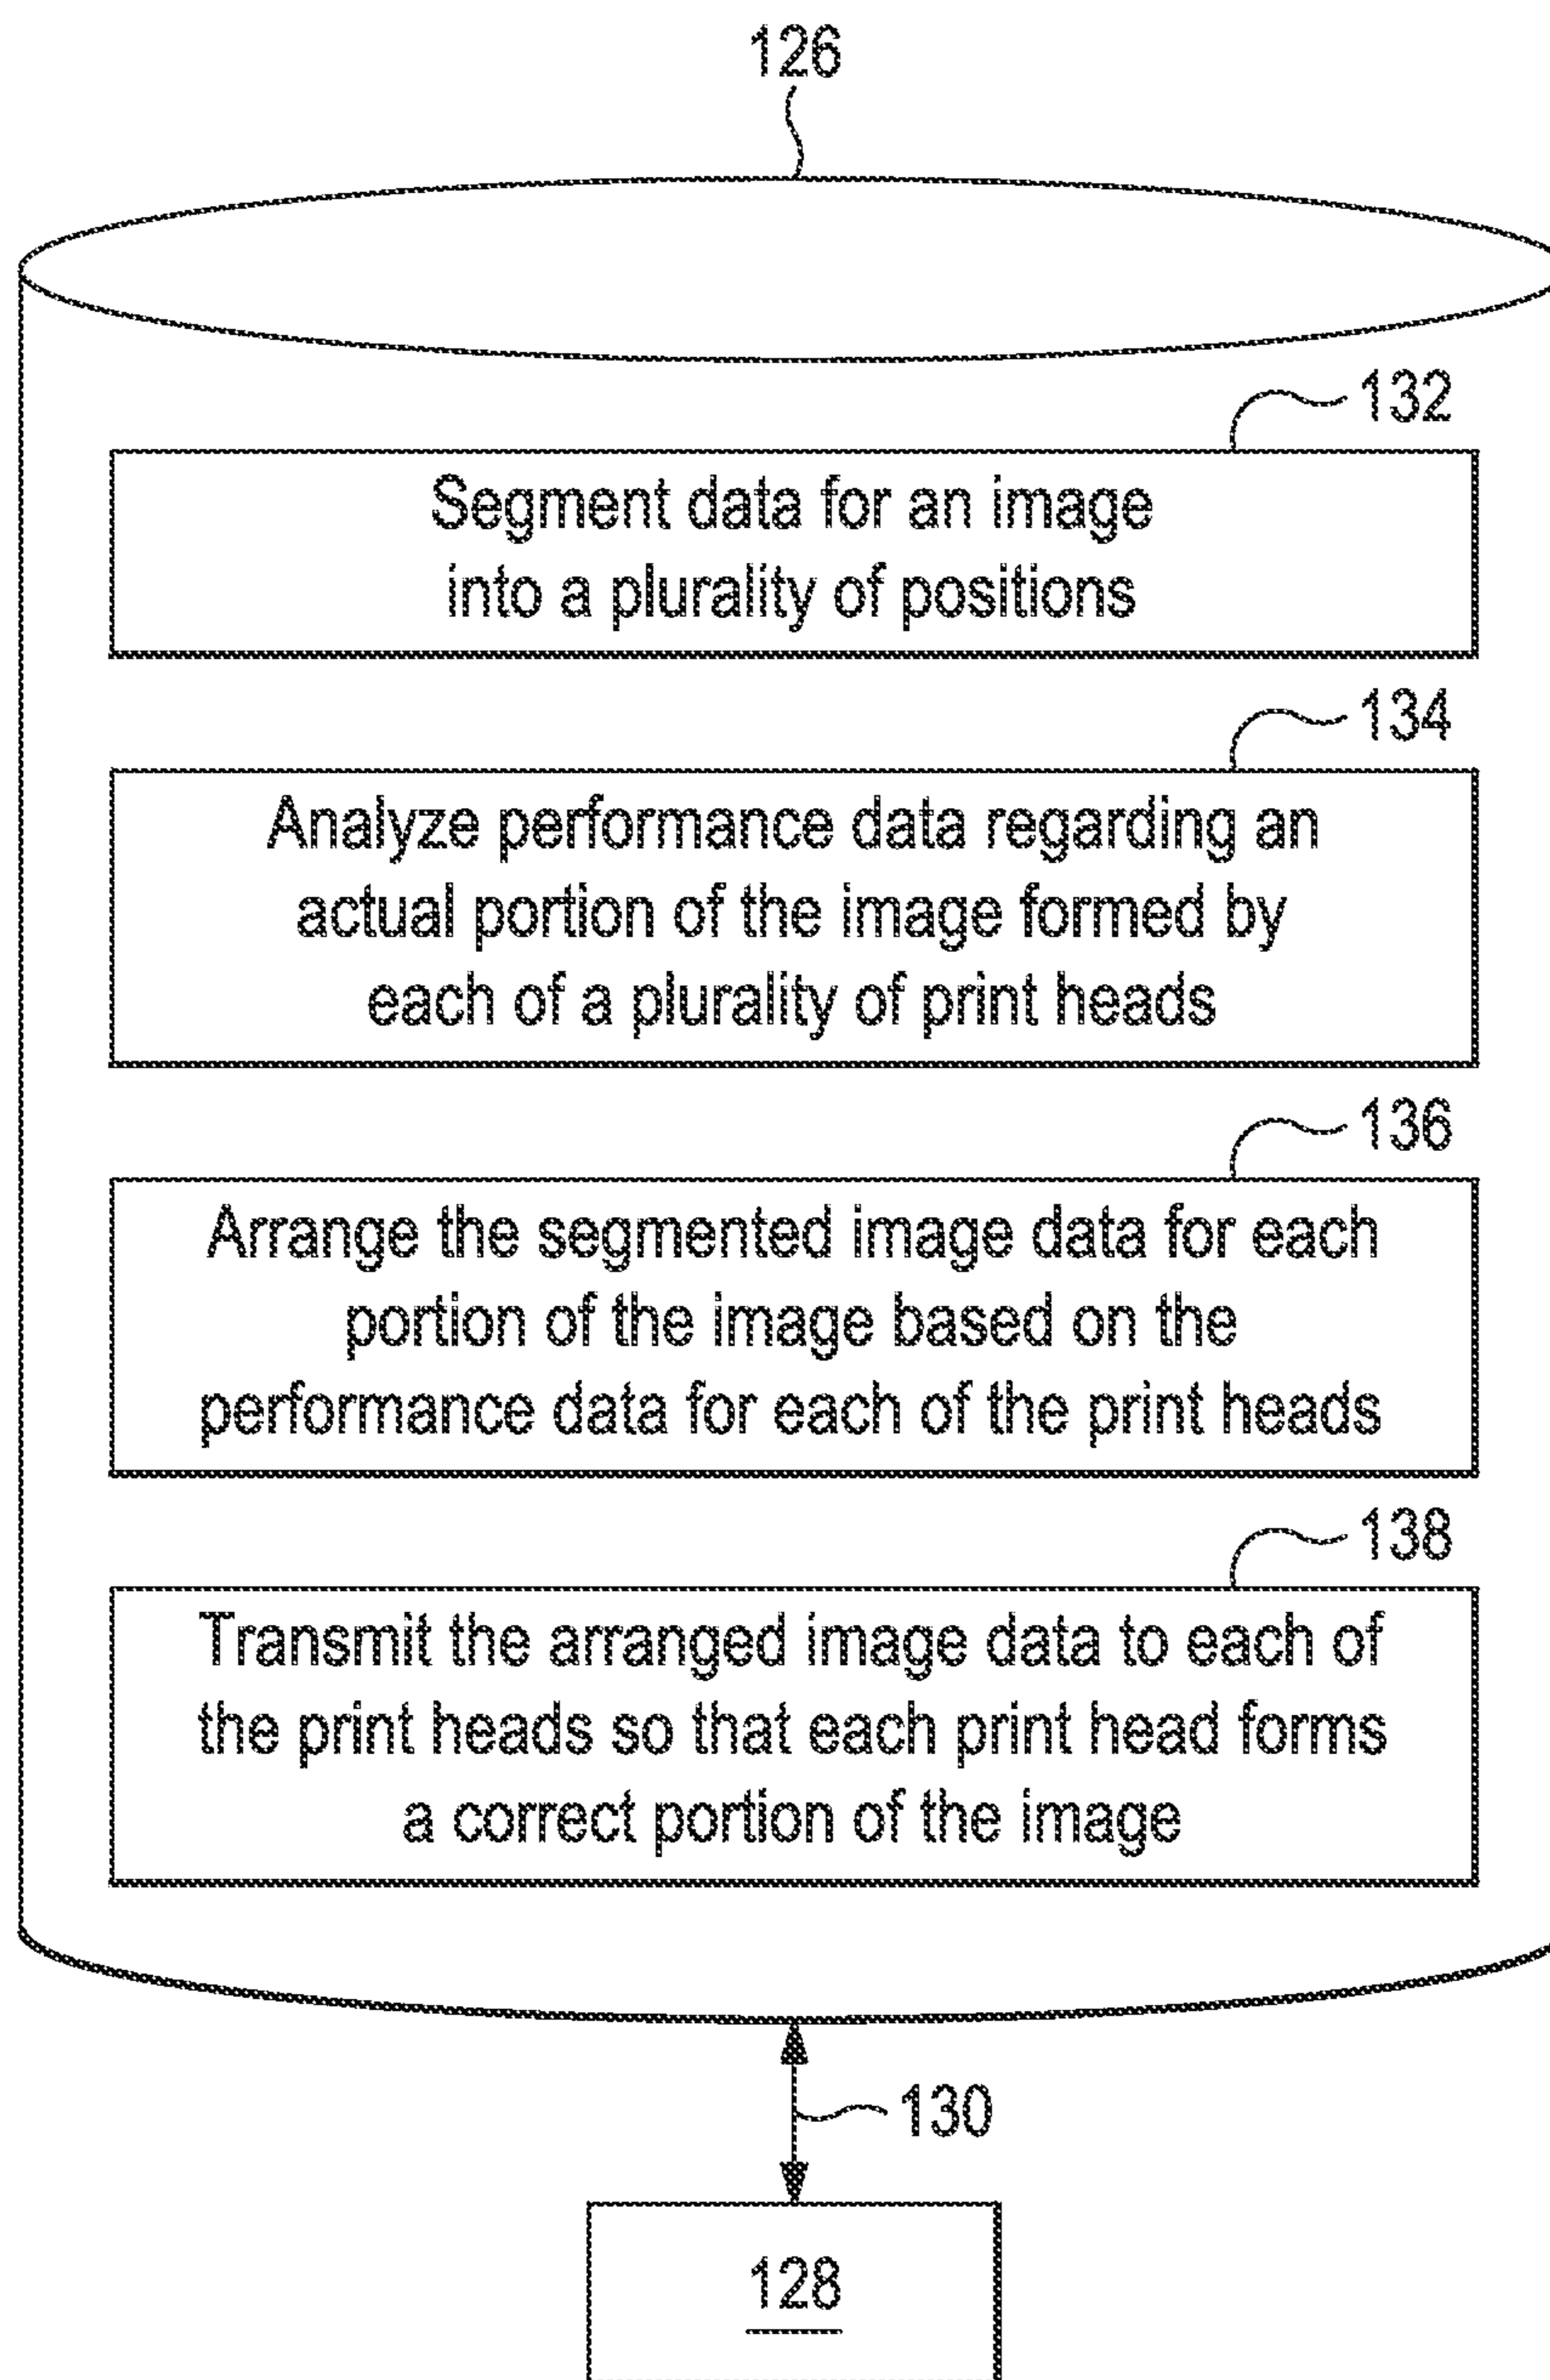 126
132
Segment data for an image
into a plurality of positions
134
Analyze performance data regarding an
actual portion of the image formed by
each of a plurality of print heads
136
Arrange the segmented image data for each
portion of the image based on the
performance data for each of the print heads
138
Transmit the arranged image data to each of
the print heads so that each print head forms
a correct portion of the image
130
128